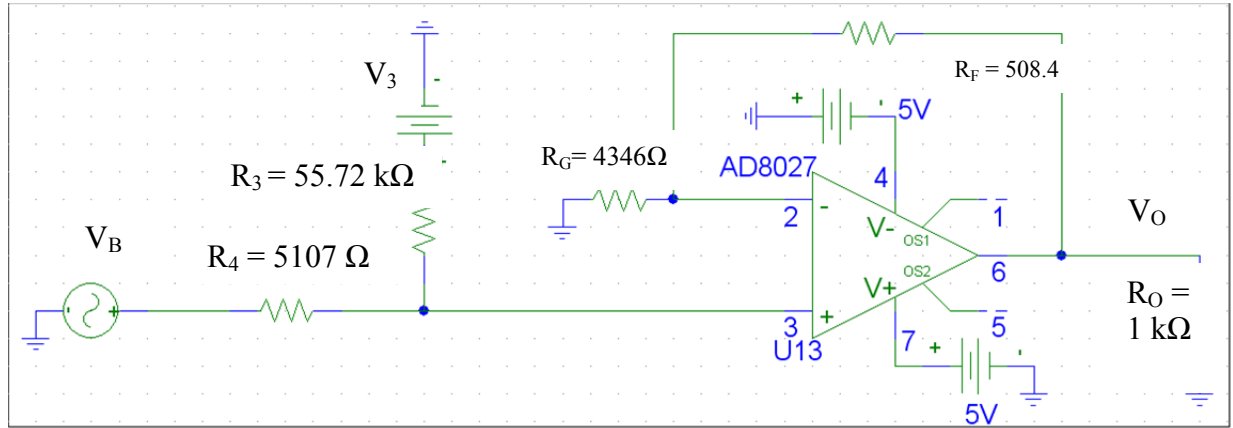 V3
R3 = 55.72 kΩ
VB
R4 = 5107 Ω
RF = 508.4
+ - 5V
RG= 4346Ω
AD8027
4
2
-
V-
OS1
1
VO
6
OS2
V+
3
+
5
U13
7
+ -
5V
RO =
1 kΩ